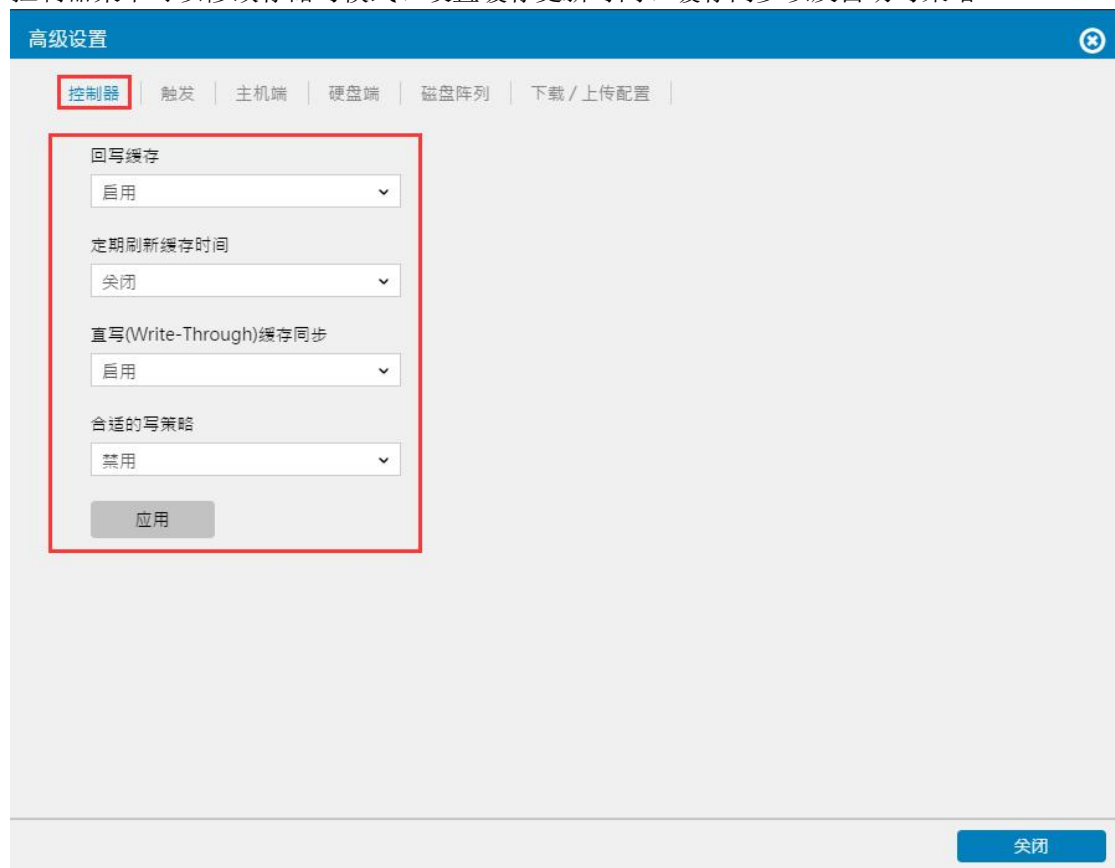 高级设置
控制器 触发 主机端 硬盘端 磁盘阵列 下载 / 上传配置
回写缓存
启用
定期刷新缓存时间
关闭
直写(Write-Through)缓存同步
启用
合适的写策略
禁用
应用
关闭